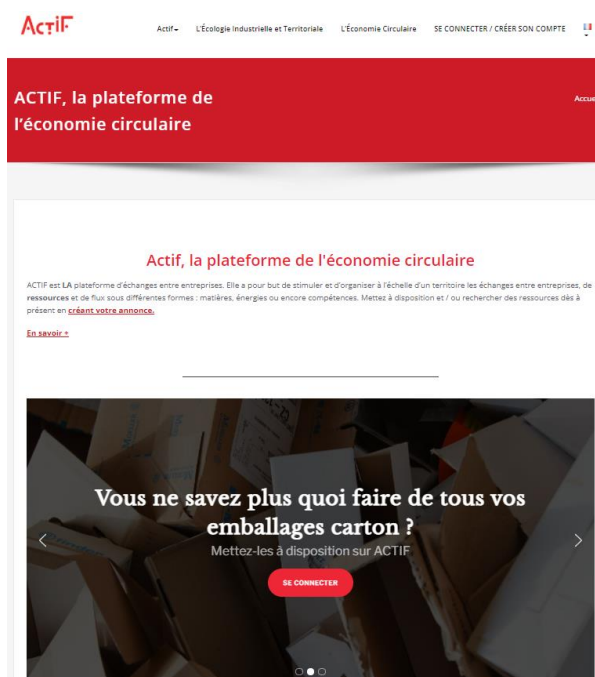 ACTIF
Actif
L'Écologie Industrielle et Territoriale
L'Économie Circulaire
SE CONNECTER / CRÉER SON COMPTE
ACTIF, la plateforme de
l'économie circulaire
Actif, la plateforme de l'économie circulaire
ACTIF est LA plateforme d'échanges entre entreprises. Elle a pour but de stimuler et d'organiser à l'échelle d'un territoire les échanges entre entreprises, de
ressources et de flux sous différentes formes : matières, énergies ou encore compétences. Mettez à disposition et / ou rechercher des ressources dès à
présent en créant votre annonce.
En savoir +
Vous ne savez plus quoi faire de tous vos
emballages carton ?
Mettez-les à disposition sur ACTIF
SE CONNECTER